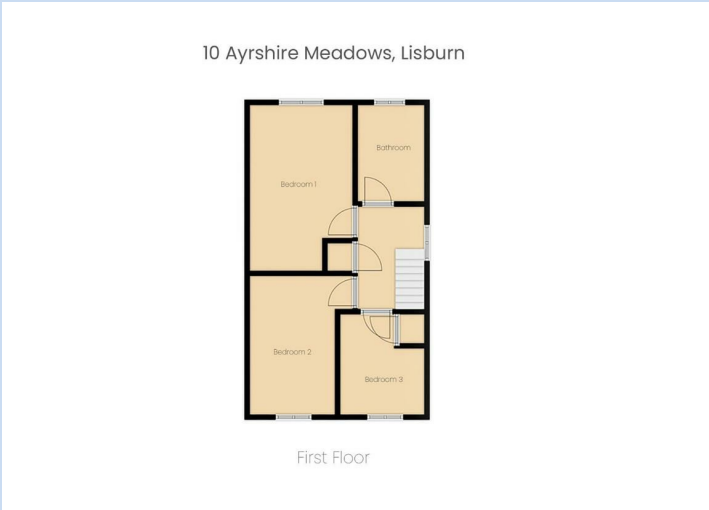 10 Ayrshire Meadows, Lisburn
Bathroom
Bedroom 1
Bedroom 2
Bedroom 3
First Floor